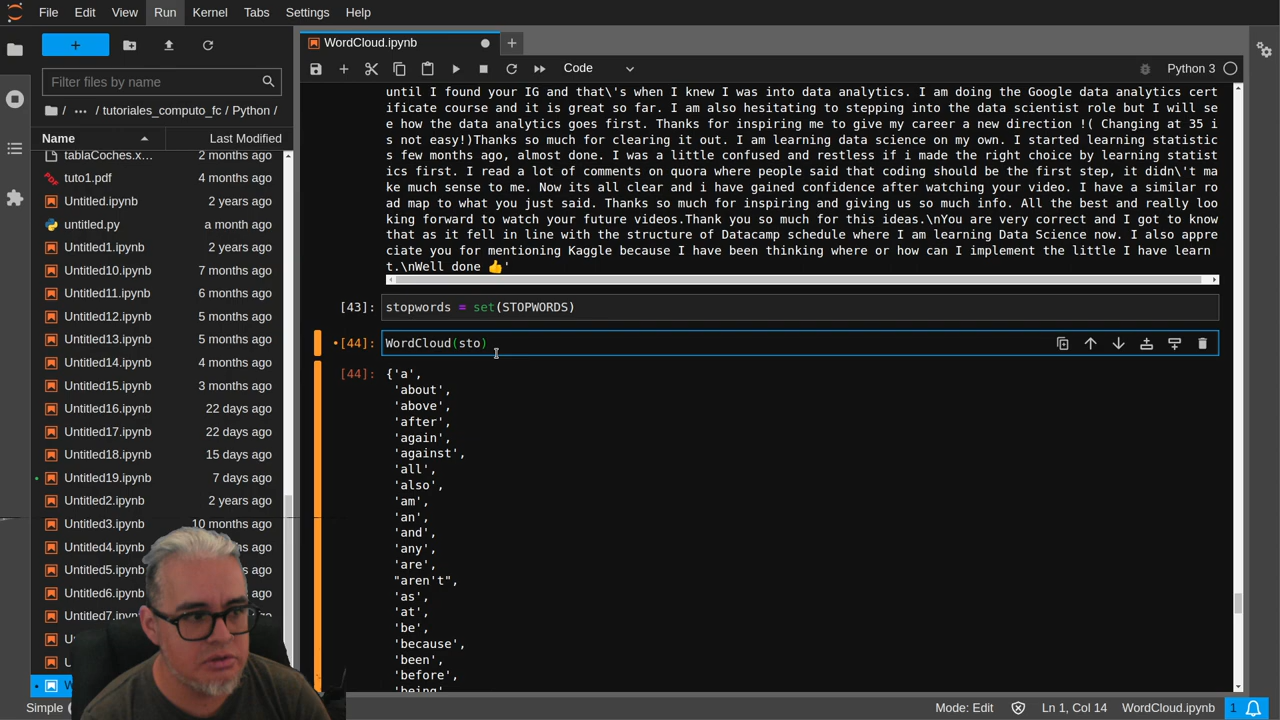 File Edit View Run Kernel Tabs Settings Help
WordCloud.ipynb
Code
Python 3
Filter files by name
/ ··· / tutoriales_computo_fc / Python /
Name Last Modified
tablaCoches.x… 2 months ago
tuto1.pdf 4 months ago
Untitled.ipynb 2 years ago
untitled.py a month ago
Untitled1.ipynb 2 years ago
Untitled10.ipynb 7 months ago
Untitled11.ipynb 6 months ago
Untitled12.ipynb 5 months ago
Untitled13.ipynb 5 months ago
Untitled14.ipynb 5 months ago
Untitled15.ipynb 3 months ago
Untitled16.ipynb 22 days ago
Untitled17.ipynb 22 days ago
Untitled18.ipynb 15 days ago
Untitled19.ipynb 7 days ago
Untitled2.ipynb 2 years ago
Untitled3.ipynb 10 months ago
Untitled4.ipynb months ago
Untitled5.ipynb ago
Untitled6.ipynb ago
Untitled7.ipynb ago
ago
ago
until I found your IG and that\'s when I knew I was into data analytics. I am doing the Google data analytics cert
ificate course and it is great so far. I am also hesitating to stepping into the data scientist role but I will se
e how the data analytics goes first. Thanks for inspiring me to give my career a new direction !( Changing at 35 i
s not easy!)Thanks so much for clearing it out. I am learning data science on my own. I started learning statistic
s few months ago, almost done. I was a little confused and restless if i made the right choice by learning statist
ics first. I read a lot of comments on quora where people said that coding should be the first step, it didn\'t ma
ke much sense to me. Now its all clear and i have gained confidence after watching your video. I have a similar ro
ad map to what you just said. Thanks so much for inspiring and giving us so much info. All the best and really loo
king forward to watch your future videos.Thank you so much for this ideas.\nYou are very correct and I got to know
that as it fell in line with the structure of Datacamp schedule where I am learning Data Science now. I also appre
ciate you for mentioning Kaggle because I have been thinking where or how can I implement the little I have learn
t.\nWell done 👍'
[43]: stopwords = set(STOPWORDS)
•[44]: WordCloud(sto)
[44]: {'a',
'about',
'above',
'after',
'again',
'against',
'all',
'also',
'am',
'an',
'and',
'any',
'are',
"aren't",
'as',
'at',
'be',
'because',
'been',
'before',
'being'
Simple Mode: Edit Ln 1, Col 14 WordCloud.ipynb 1